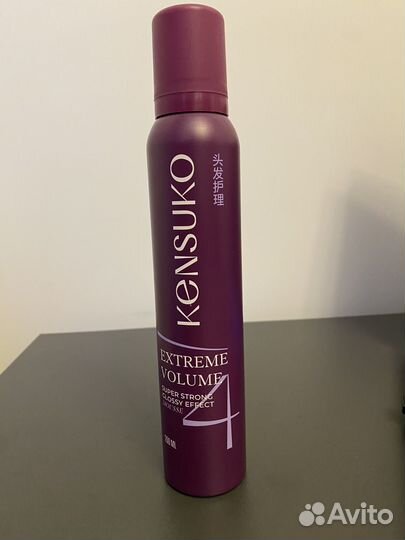 头发护理
KENSUKO
EXTREME
VOLUME
SUPER STRONG
GLOSSY EFFECT
MOUSSE
4
Avito